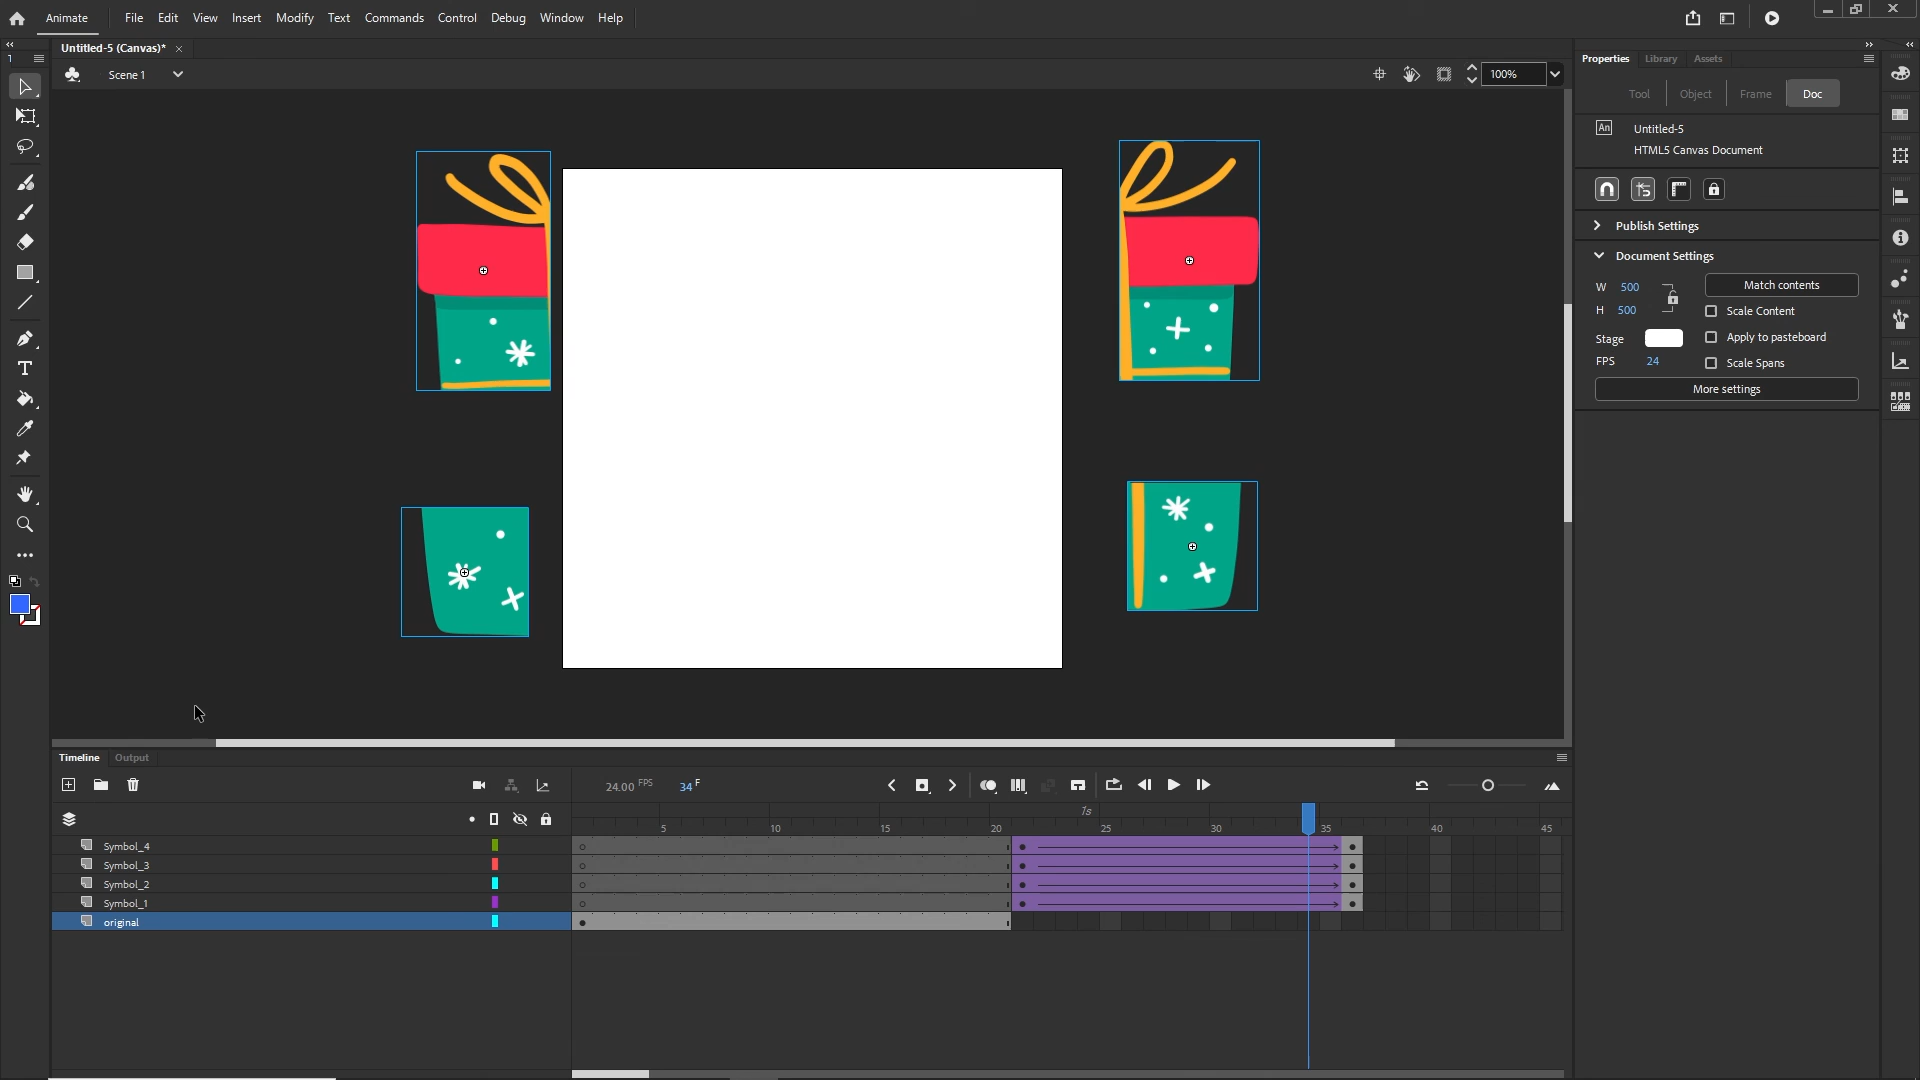 Animate File Edit View Insert Modify Text Commands Control Debug Window Help
Untitled-5 (Canvas)*
Scene 1
100%
Properties Library Assets
Tool Object Frame Doc
An Untitled-5
HTML5 Canvas Document
Publish Settings
Document Settings
W 500 Match contents
H 500 Scale Content
Stage Apply to pasteboard
FPS 24 Scale Spans
More settings
Timeline Output
24.00 FPS 34 F
1s
5 10 15 20 25 30 35 40 45
Symbol_4
Symbol_3
Symbol_2
Symbol_1
original